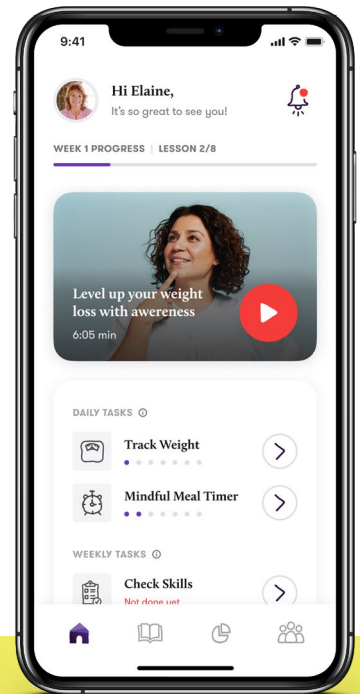 9:41
Hi Elaine,
It's so great to see you!
WEEK 1 PROGRESS | LESSON 2/8
Level up your weight
loss with awereness
6:05 min
DAILY TASKS
Track Weight
Mindful Meal Timer
WEEKLY TASKS
Check Skills
Not done yet